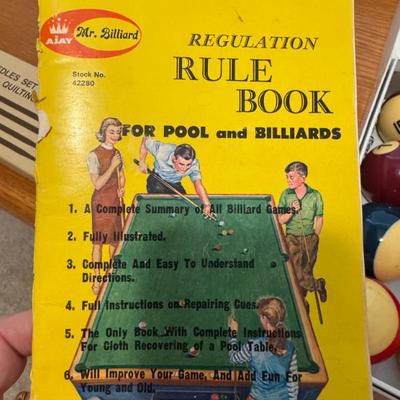 AJAY
Mr. Billiard
Stock No.
42280
REGULATION
RULE
BOOK
FOR POOL and BILLIARDS
1. A Complete Summary of All Billiard Games.
2. Fully Illustrated.
3. Complete And Easy To Understand
Directions.
4. Full Instructions on Repairing Cues.
5. The Only Book With Complete Instructions
For Cloth Recovering of a Pool Table.
6. Will Improve Your Game, And Add Fun For
Young and Old.
DLES SET
QUILTING